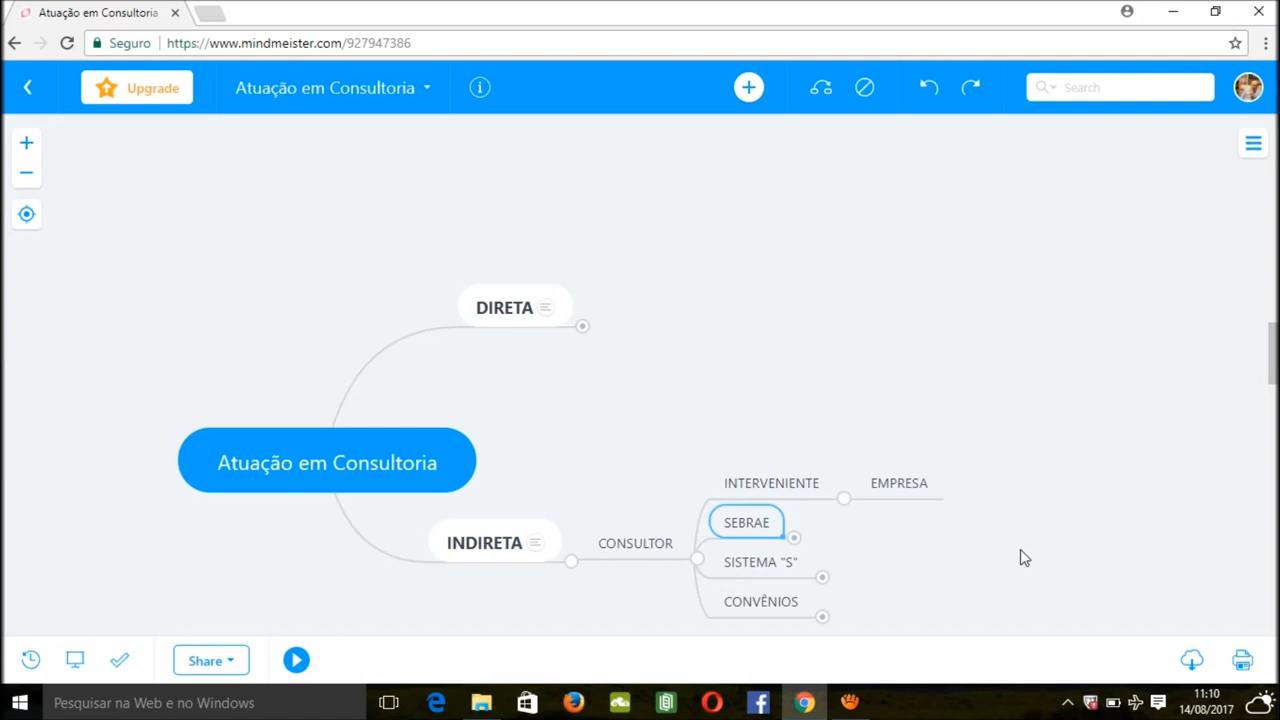 Atuação em Consultoria
Seguro
https://www.mindmeister.com/927947386
Upgrade
Atuação em Consultoria
Search
DIRETA
Atuação em Consultoria
INTERVENIENTE
EMPRESA
SEBRAE
INDIRETA
CONSULTOR
SISTEMA "S"
CONVÊNIOS
Share
Pesquisar na Web e no Windows
11:10
14/08/2017